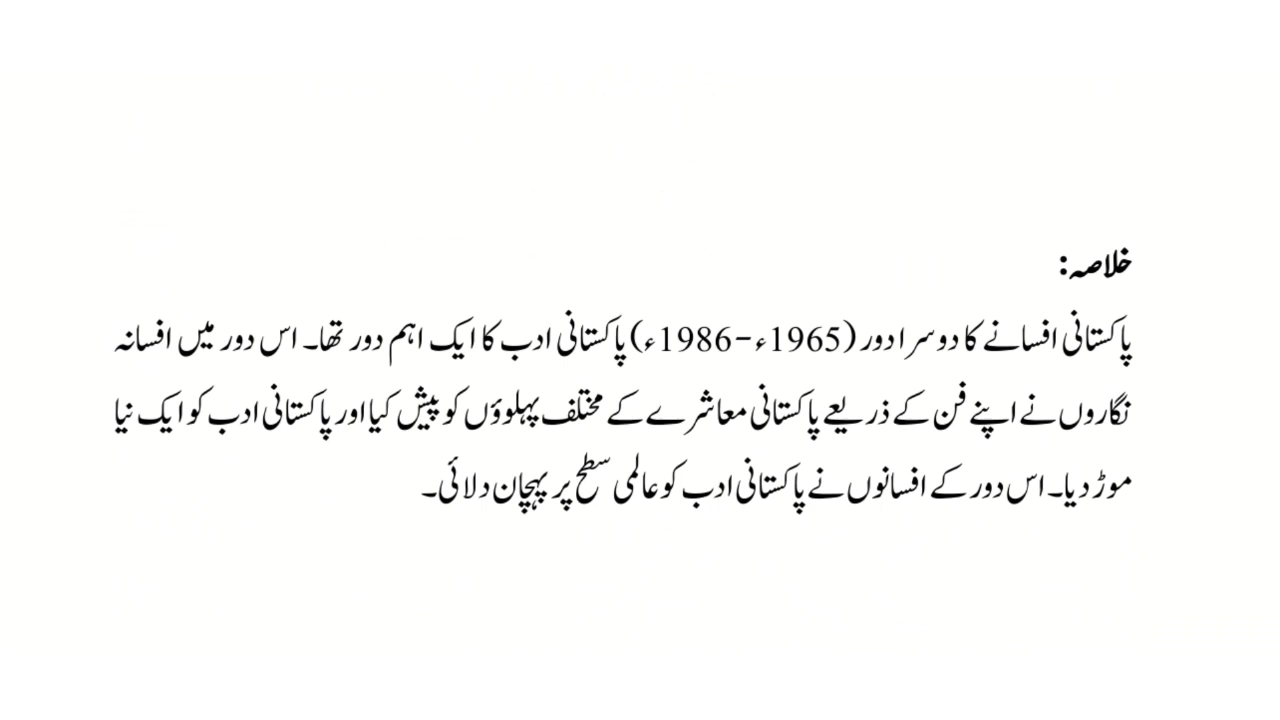 خلاصہ:
پاکستانی افسانے کا دوسرا دور (1965ء-1986ء) پاکستانی ادب کا ایک اہم دور تھا۔ اس دور میں افسانہ
نگاروں نے اپنے فن کے ذریعے پاکستانی معاشرے کے مختلف پہلوؤں کو پیش کیا اور پاکستانی ادب کو ایک نیا
موڑ دیا۔ اس دور کے افسانوں نے پاکستانی ادب کو عالمی سطح پر پہچان دلائی۔